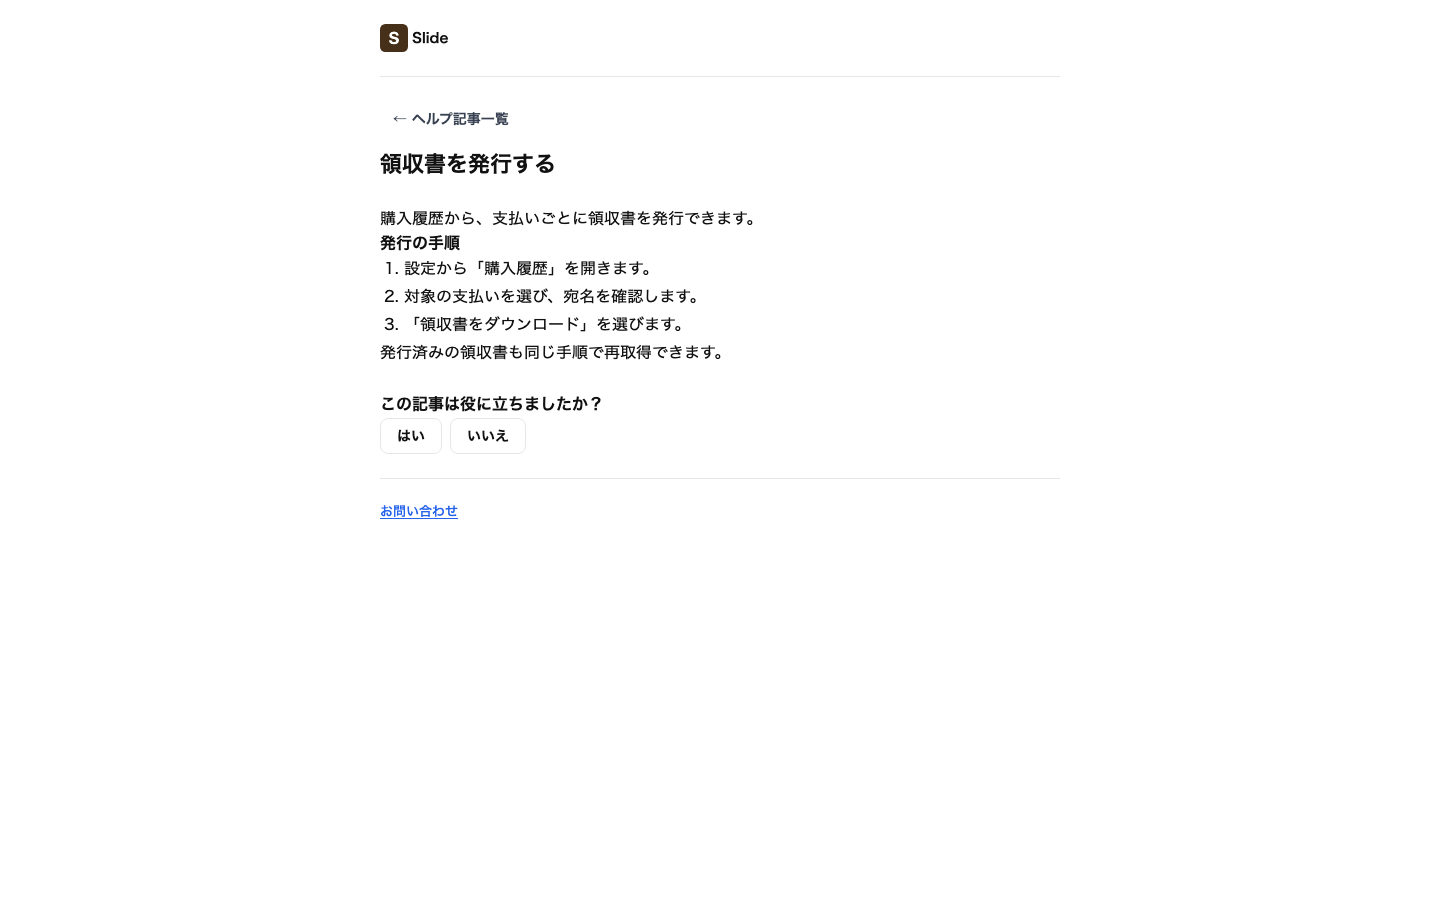 S Slide
← ヘルプ記事一覧
領収書を発行する
購入履歴から、支払いごとに領収書を発行できます。
発行の手順
1. 設定から「購入履歴」を開きます。
2. 対象の支払いを選び、宛名を確認します。
3. 「領収書をダウンロード」を選びます。
発行済みの領収書も同じ手順で再取得できます。
この記事は役に立ちましたか？
はい いいえ
お問い合わせ